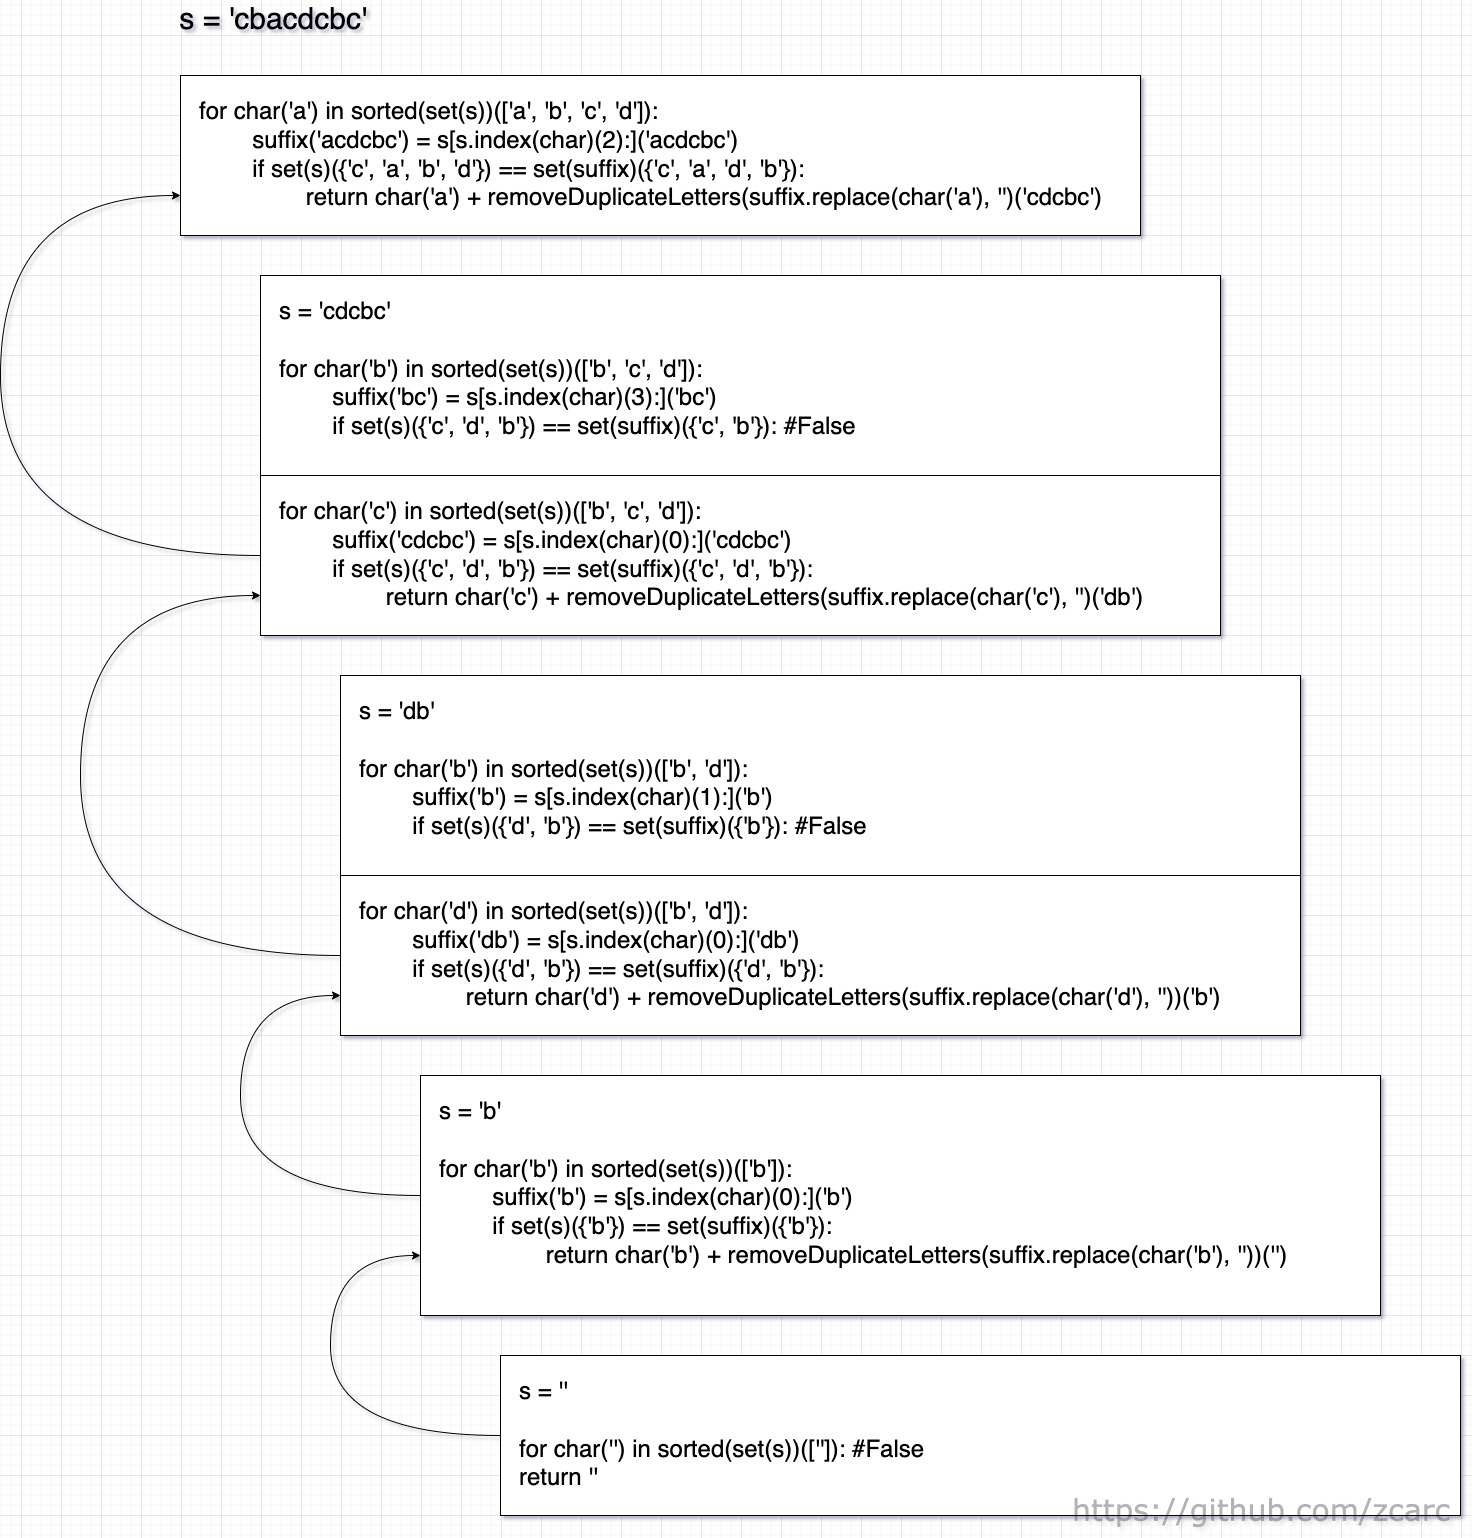 s = 'cbacdcbc'
for char('a') in sorted(set(s))(['a', 'b', 'c', 'd']):
suffix('acdcbc') = s[s.index(char)(2):]('acdcbc')
if set(s)({'c', 'a', 'b', 'd'}) == set(suffix)({'c', 'a', 'd', 'b'}):
return char('a') + removeDuplicateLetters(suffix.replace(char('a'), '')('cdcbc')
s = 'cdcbc'
for char('b') in sorted(set(s))(['b', 'c', 'd']):
suffix('bc') = s[s.index(char)(3):]('bc')
if set(s)({'c', 'd', 'b'}) == set(suffix)({'c', 'b'}): #False
for char('c') in sorted(set(s))(['b', 'c', 'd']):
suffix('cdcbc') = s[s.index(char)(0):]('cdcbc')
if set(s)({'c', 'd', 'b'}) == set(suffix)({'c', 'd', 'b'}):
return char('c') + removeDuplicateLetters(suffix.replace(char('c'), '')('db')
s = 'db'
for char('b') in sorted(set(s))(['b', 'd']):
suffix('b') = s[s.index(char)(1):]('b')
if set(s)({'d', 'b'}) == set(suffix)({'b'}): #False
for char('d') in sorted(set(s))(['b', 'd']):
suffix('db') = s[s.index(char)(0):]('db')
if set(s)({'d', 'b'}) == set(suffix)({'d', 'b'}):
return char('d') + removeDuplicateLetters(suffix.replace(char('d'), ''))('b')
s = 'b'
for char('b') in sorted(set(s))(['b']):
suffix('b') = s[s.index(char)(0):]('b')
if set(s)({'b'}) == set(suffix)({'b'}):
return char('b') + removeDuplicateLetters(suffix.replace(char('b'), ''))('')
s = ''
for char('') in sorted(set(s))(['']): #False
return ''
https://github.com/zcarc